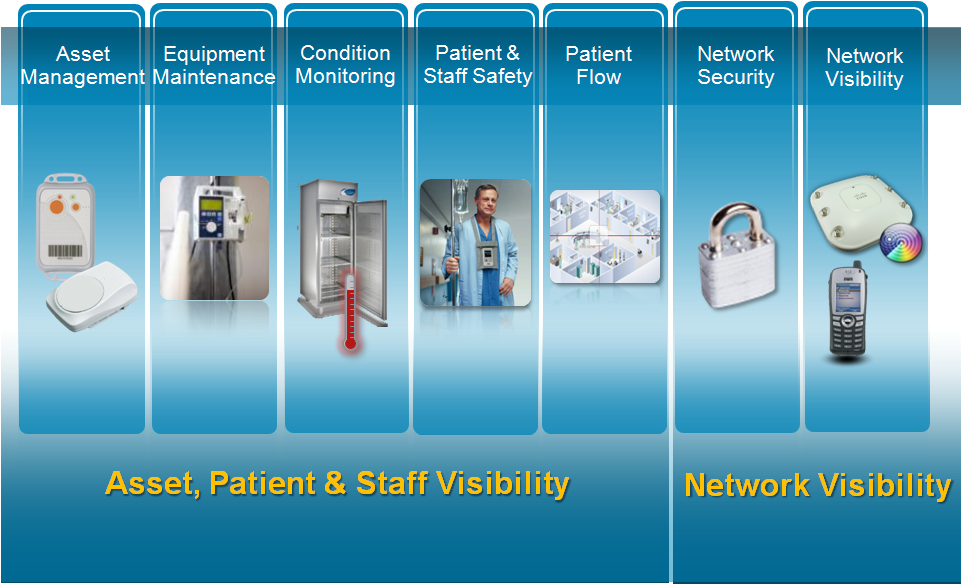 Asset
Management
Equipment
Maintenance
Condition
Monitoring
Patient &
Staff Safety
Patient
Flow
Network
Security
Network
Visibility
Asset, Patient & Staff Visibility
Network Visibility